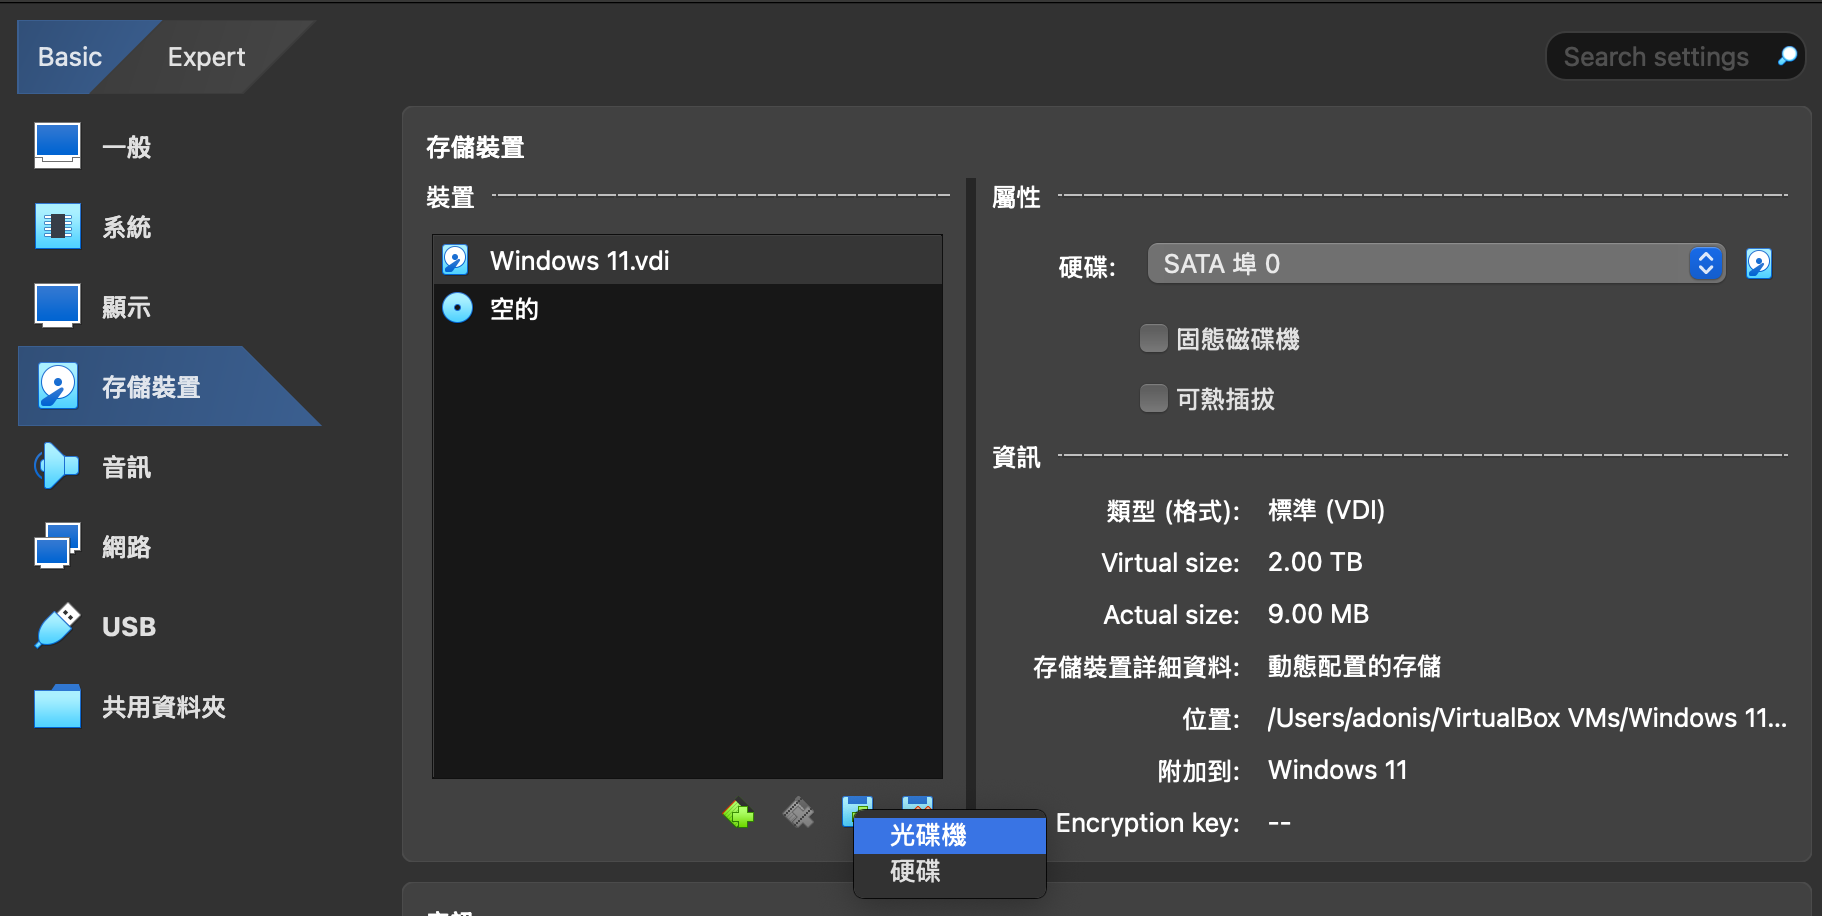 Basic
Expert
Search settings
一般
系統
顯示
存儲裝置
音訊
網路
USB
共用資料夾
存儲裝置
裝置
Windows 11.vdi
空的
光碟機
硬碟
屬性
硬碟: SATA 埠 0
固態磁碟機
可熱插拔
資訊
類型 (格式): 標準 (VDI)
Virtual size: 2.00 TB
Actual size: 9.00 MB
存儲裝置詳細資料: 動態配置的存儲
位置: /Users/adonis/VirtualBox VMs/Windows 11...
附加到: Windows 11
Encryption key: --